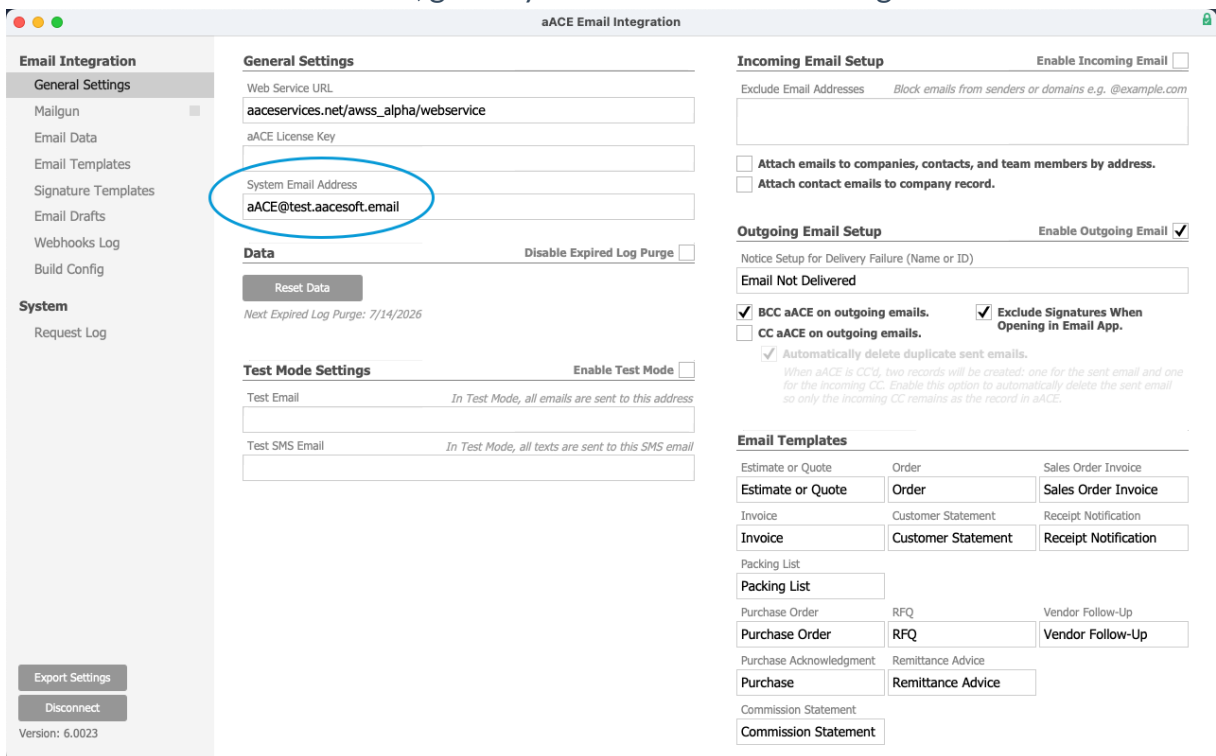 aACE Email Integration
Email Integration
General Settings
Mailgun
Email Data
Email Templates
Signature Templates
Email Drafts
Webhooks Log
Build Config
System
Request Log
Export Settings
Disconnect
Version: 6.0023
General Settings
Web Service URL
aaceservices.net/awss_alpha/webservice
aACE License Key
System Email Address
aACE@test.aacesoft.email
Data Disable Expired Log Purge
Reset Data
Next Expired Log Purge: 7/14/2026
Test Mode Settings Enable Test Mode
Test Email In Test Mode, all emails are sent to this address
Test SMS Email In Test Mode, all texts are sent to this SMS email
Incoming Email Setup Enable Incoming Email
Exclude Email Addresses Block emails from senders or domains e.g. @example.com
Attach emails to companies, contacts, and team members by address.
Attach contact emails to company record.
Outgoing Email Setup Enable Outgoing Email
Notice Setup for Delivery Failure (Name or ID)
Email Not Delivered
BCC aACE on outgoing emails.
CC aACE on outgoing emails.
Exclude Signatures When
Opening in Email App.
Automatically delete duplicate sent emails.
When aACE is CC'd, two records will be created: one for the sent email and one
for the incoming CC. Enable this option to automatically delete the sent email
so only the incoming CC remains as the record in aACE.
Email Templates
Estimate or Quote Order Sales Order Invoice
Estimate or Quote Order Sales Order Invoice
Invoice Customer Statement Receipt Notification
Invoice Customer Statement Receipt Notification
Packing List
Packing List
Purchase Order RFQ Vendor Follow-Up
Purchase Order RFQ Vendor Follow-Up
Purchase Acknowledgment Remittance Advice
Purchase Remittance Advice
Commission Statement
Commission Statement